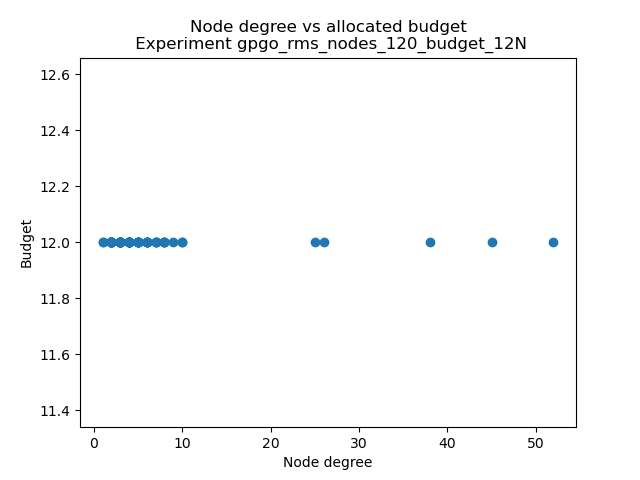 Node degree vs allocated budget
Experiment gpgo_rms_nodes_120_budget_12N
12.6
12.4
12.2
12.0
11.8
11.6
11.4
Budget
0 10 20 30 40 50
Node degree